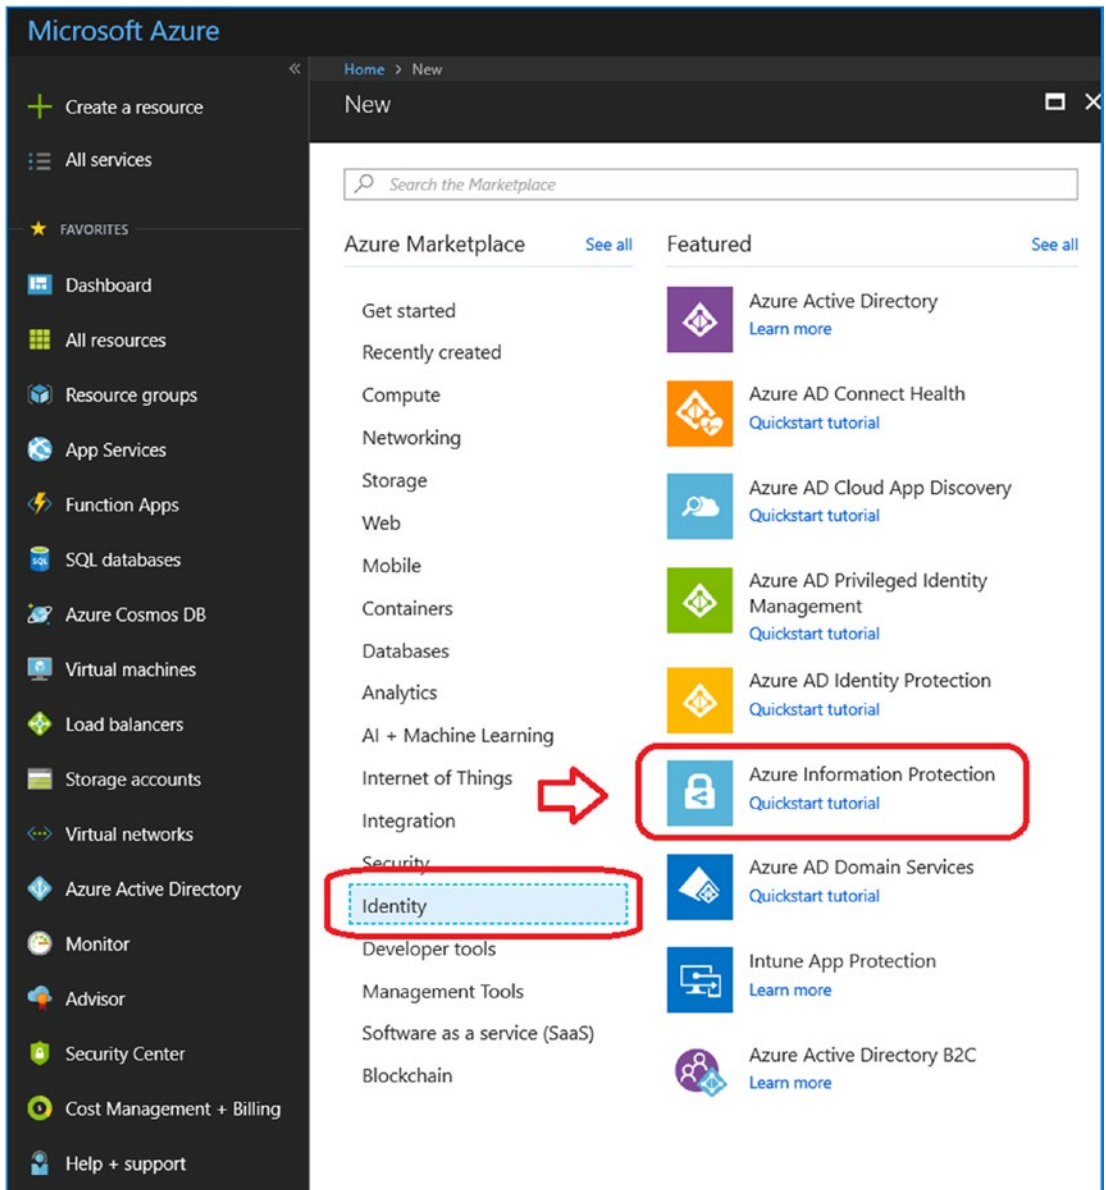 Microsoft Azure
«
Create a resource
All services
FAVORITES
Dashboard
All resources
Resource groups
App Services
Function Apps
SQL databases
Azure Cosmos DB
Virtual machines
Load balancers
Storage accounts
Virtual networks
Azure Active Directory
Monitor
Advisor
Security Center
Cost Management + Billing
Help + support
Home > New
New
Search the Marketplace
Azure Marketplace See all
Get started
Recently created
Compute
Networking
Storage
Web
Mobile
Containers
Databases
Analytics
AI + Machine Learning
Internet of Things
Integration
Security
Identity
Developer tools
Management Tools
Software as a service (SaaS)
Blockchain
Featured See all
Azure Active Directory
Learn more
Azure AD Connect Health
Quickstart tutorial
Azure AD Cloud App Discovery
Quickstart tutorial
Azure AD Privileged Identity
Management
Quickstart tutorial
Azure AD Identity Protection
Quickstart tutorial
Azure Information Protection
Quickstart tutorial
Azure AD Domain Services
Quickstart tutorial
Intune App Protection
Learn more
Azure Active Directory B2C
Learn more